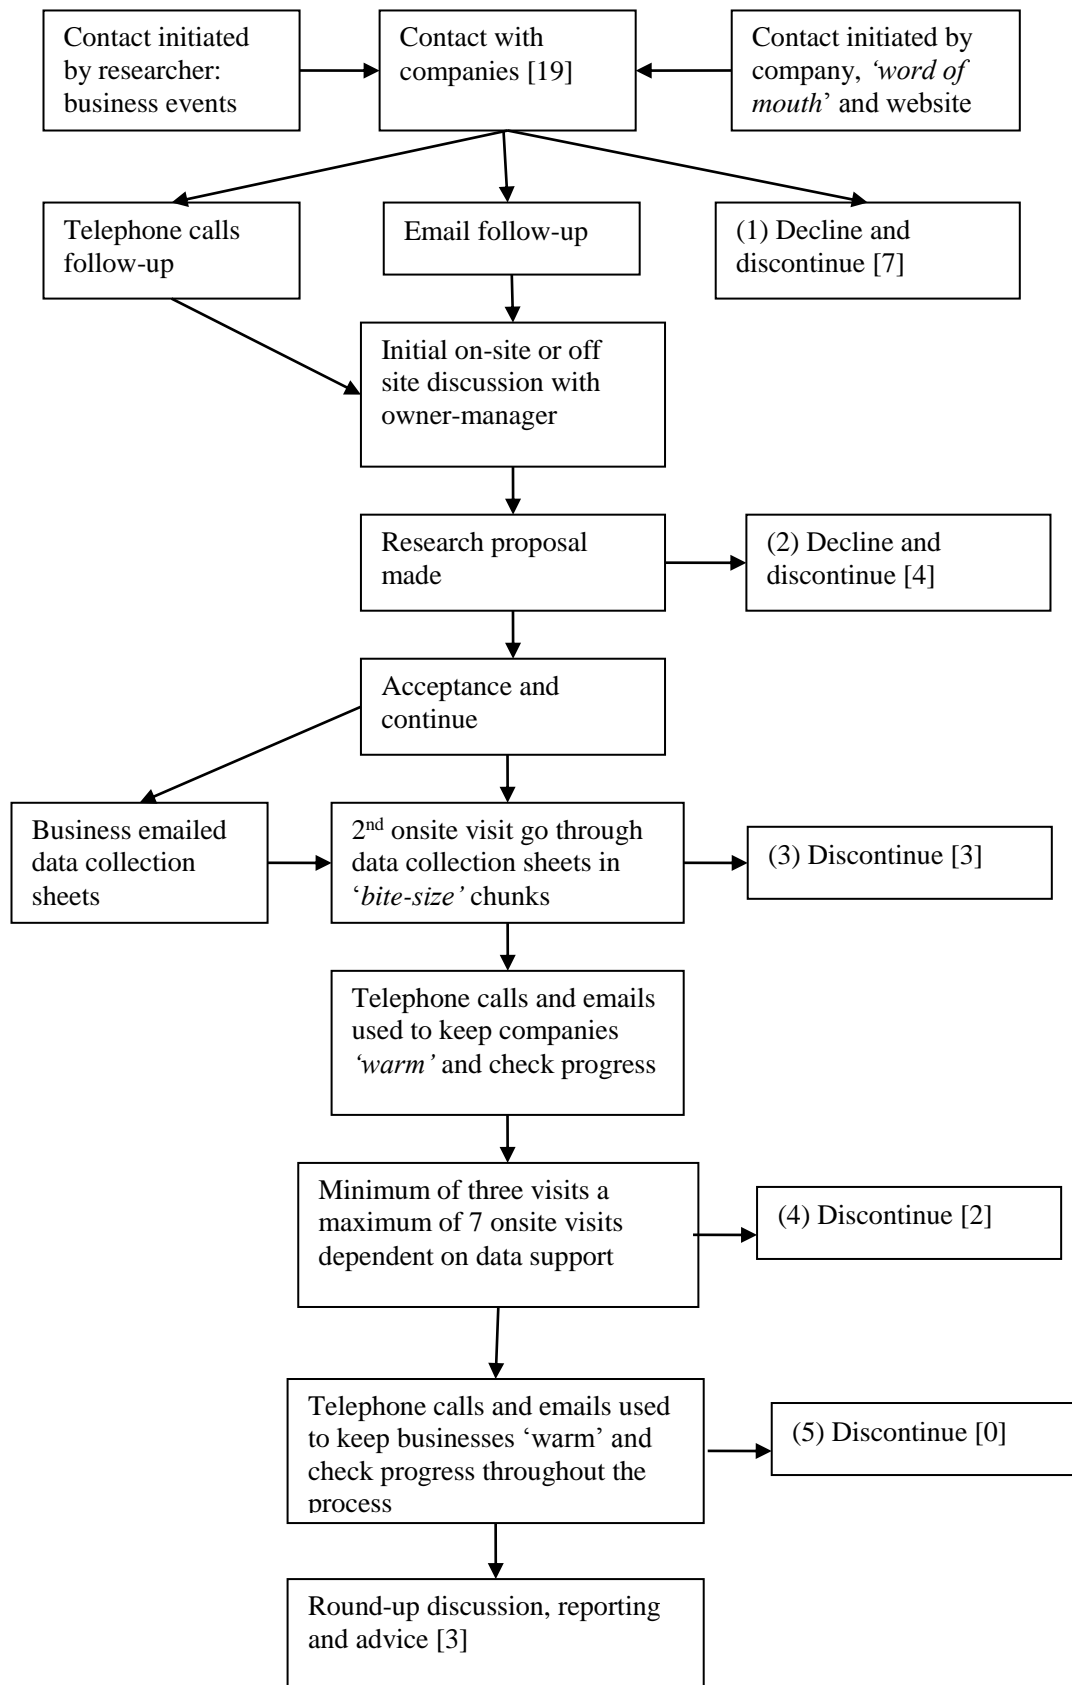 Contact initiated
by researcher:
business events
Contact with
companies [19]
Contact initiated by
company, ‘word of
mouth’ and website
Telephone calls
follow-up
Email follow-up
(1) Decline and
discontinue [7]
Initial on-site or off
site discussion with
owner-manager
Research proposal
made
(2) Decline and
discontinue [4]
Acceptance and
continue
Business emailed
data collection
sheets
2nd onsite visit go through
data collection sheets in
‘bite-size’ chunks
(3) Discontinue [3]
Telephone calls and emails
used to keep companies
‘warm’ and check progress
Minimum of three visits a
maximum of 7 onsite visits
dependent on data support
(4) Discontinue [2]
Telephone calls and emails used
to keep businesses ‘warm’ and
check progress throughout the
process
(5) Discontinue [0]
Round-up discussion, reporting
and advice [3]